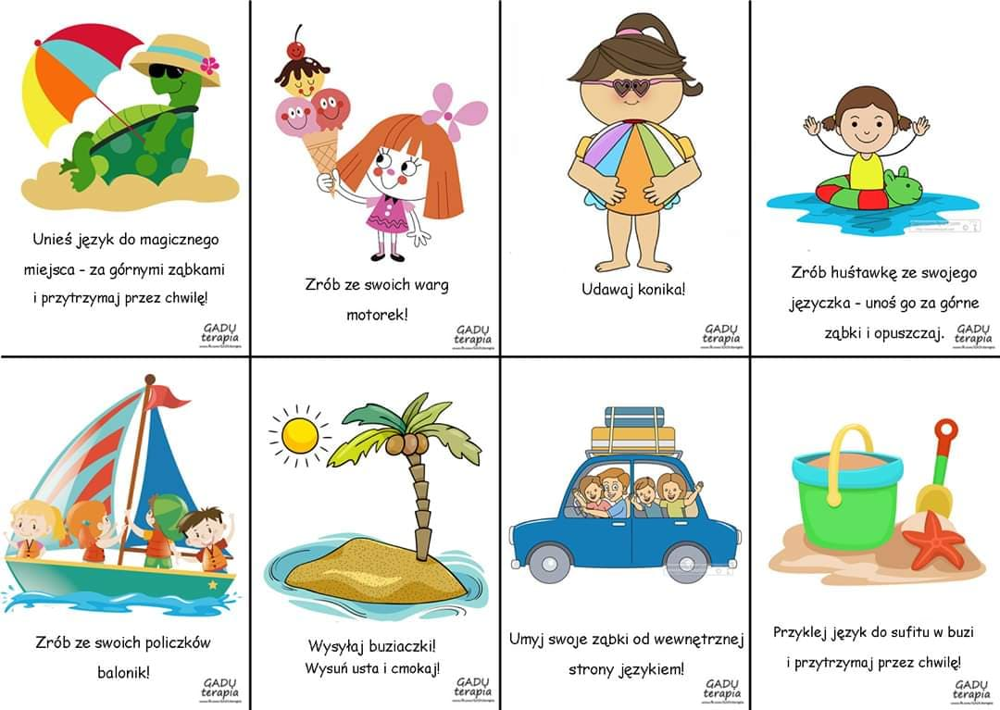 Unieś język do magicznego
miejsca - za górnymi ząbkami
i przytrzymaj przez chwilę!
GADU
terapia
Zrób ze swoich warg
motorek!
GADU
terapia
Udawaj konika!
GADU
terapia
Zrób huśtawkę ze swojego
języczka - unoś go za górne
ząbki i opuszczaj.
GADU
terapia
Zrób ze swoich policzków
balonik!
GADU
terapia
Wysyłaj buziaczki!
Wysuń usta i cmokaj!
GADU
terapia
Umyj swoje ząbki od wewnętrznej
strony językiem!
GADU
terapia
Przyklej język do sufitu w buzi
i przytrzymaj przez chwilę!
GADU
terapia